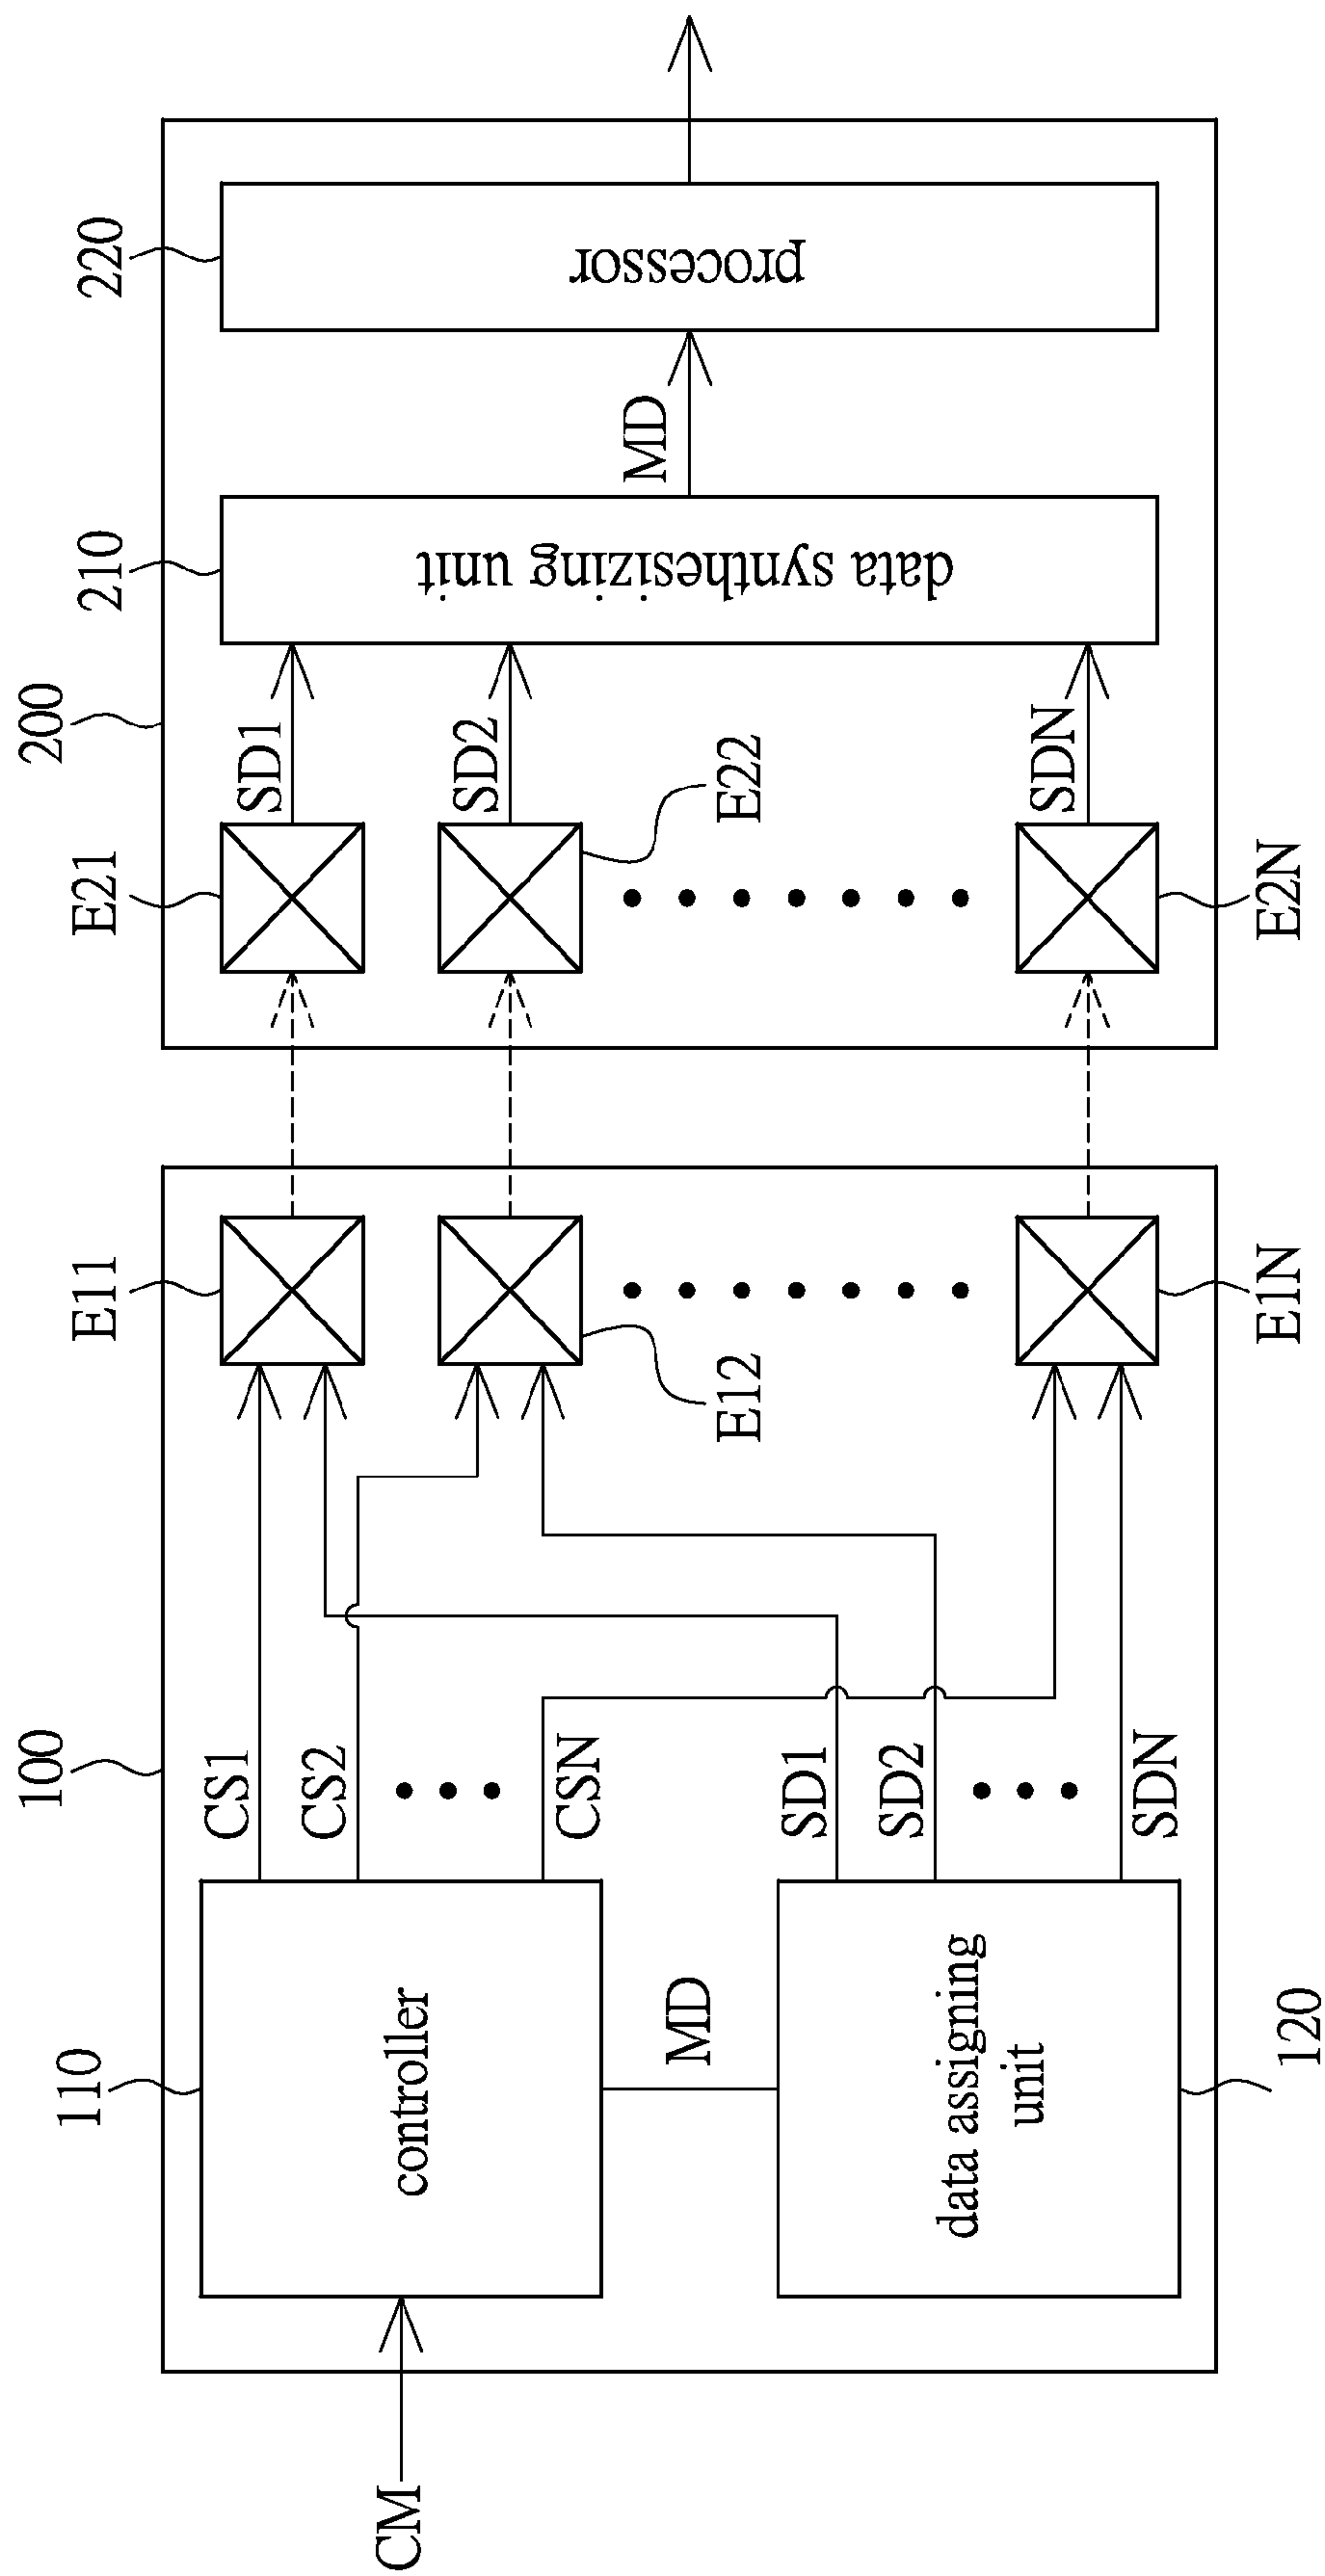 100
200
110
E11
E21
210
220
CM
controller
CS1
CS2
CSN
SD1
SD2
SDN
MD
MD
data synthesizing unit
processor
E12
E22
data assigning
unit
SD1
SD2
SDN
120
E1N
E2N